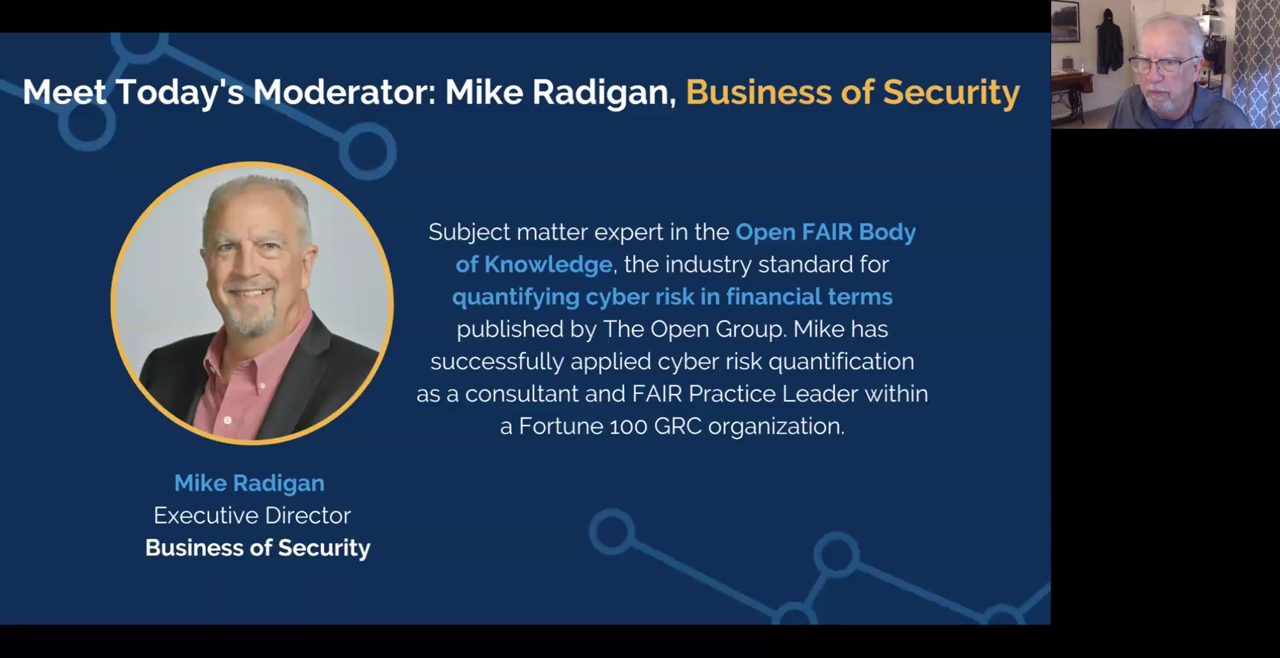 Meet Today's Moderator: Mike Radigan, Business of Security
Subject matter expert in the Open FAIR Body
of Knowledge, the industry standard for
quantifying cyber risk in financial terms
published by The Open Group. Mike has
successfully applied cyber risk quantification
as a consultant and FAIR Practice Leader within
a Fortune 100 GRC organization.
Mike Radigan
Executive Director
Business of Security